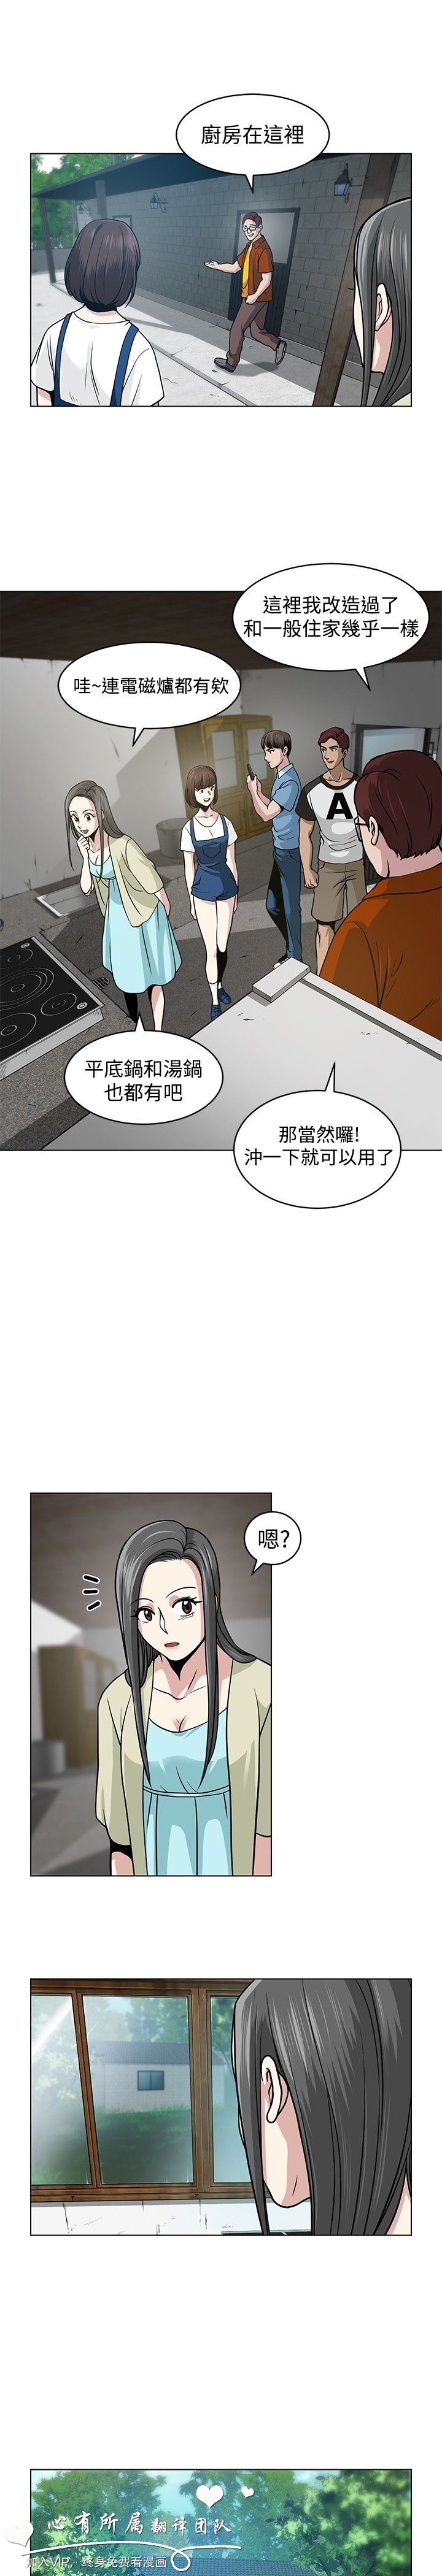 廚房在這裡
這裡我改造過了
和一般住家幾乎一樣
哇~連電磁爐都有欸
A
平底鍋和湯鍋
也都有吧
那當然囉!
沖一下就可以用了
嗯?
心有所属翻译团队
加入VIP，终身免费看漫画